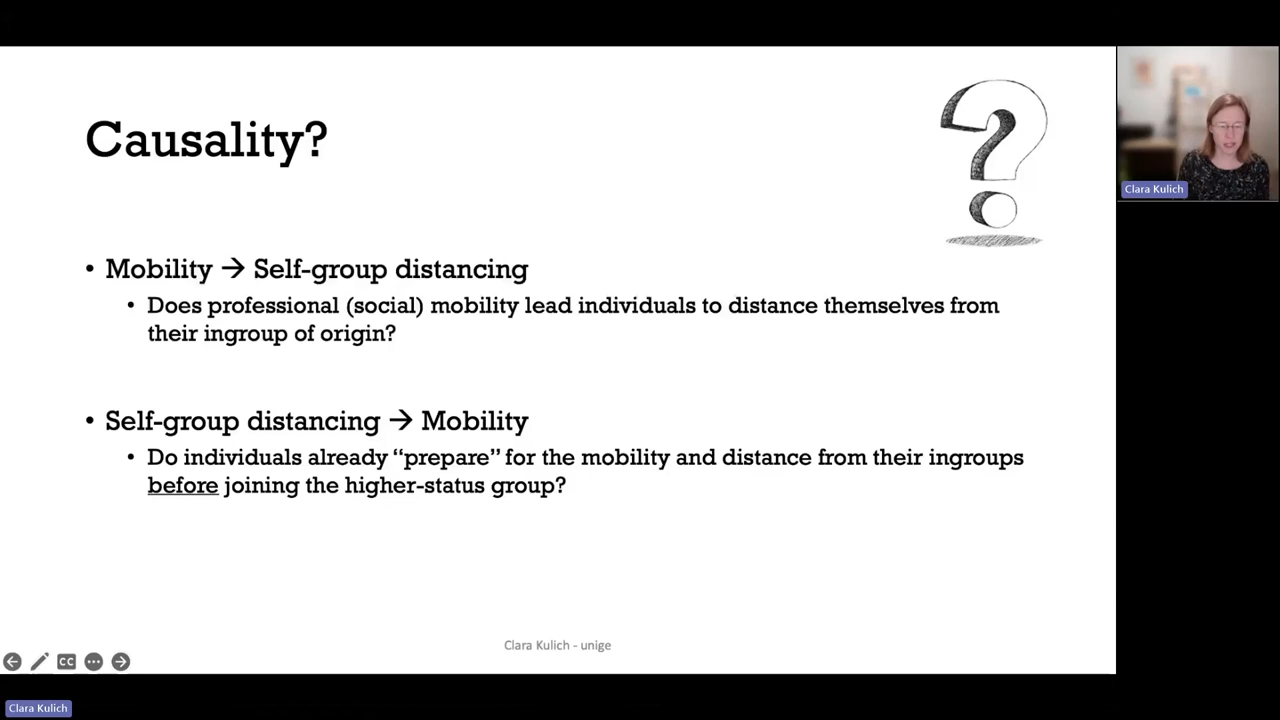 Causality?
• Mobility → Self-group distancing
• Does professional (social) mobility lead individuals to distance themselves from
their ingroup of origin?
• Self-group distancing → Mobility
• Do individuals already “prepare” for the mobility and distance from their ingroups
before joining the higher-status group?
Clara Kulich - unige
CC
Clara Kulich
Clara Kulich